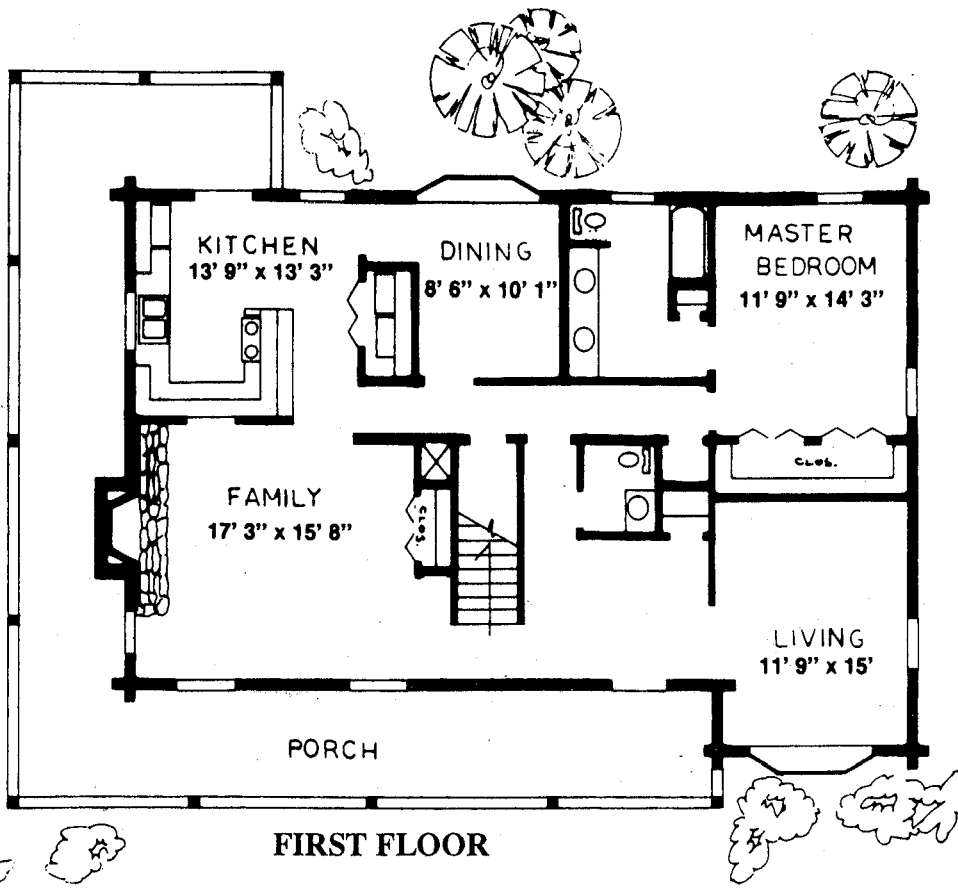 KITCHEN
13' 9" x 13' 3"
DINING
8' 6" x 10' 1"
MASTER
BEDROOM
11' 9" x 14' 3"
CLOS.
FAMILY
17' 3" x 15' 8"
CLOS.
LIVING
11' 9" x 15'
PORCH
FIRST FLOOR